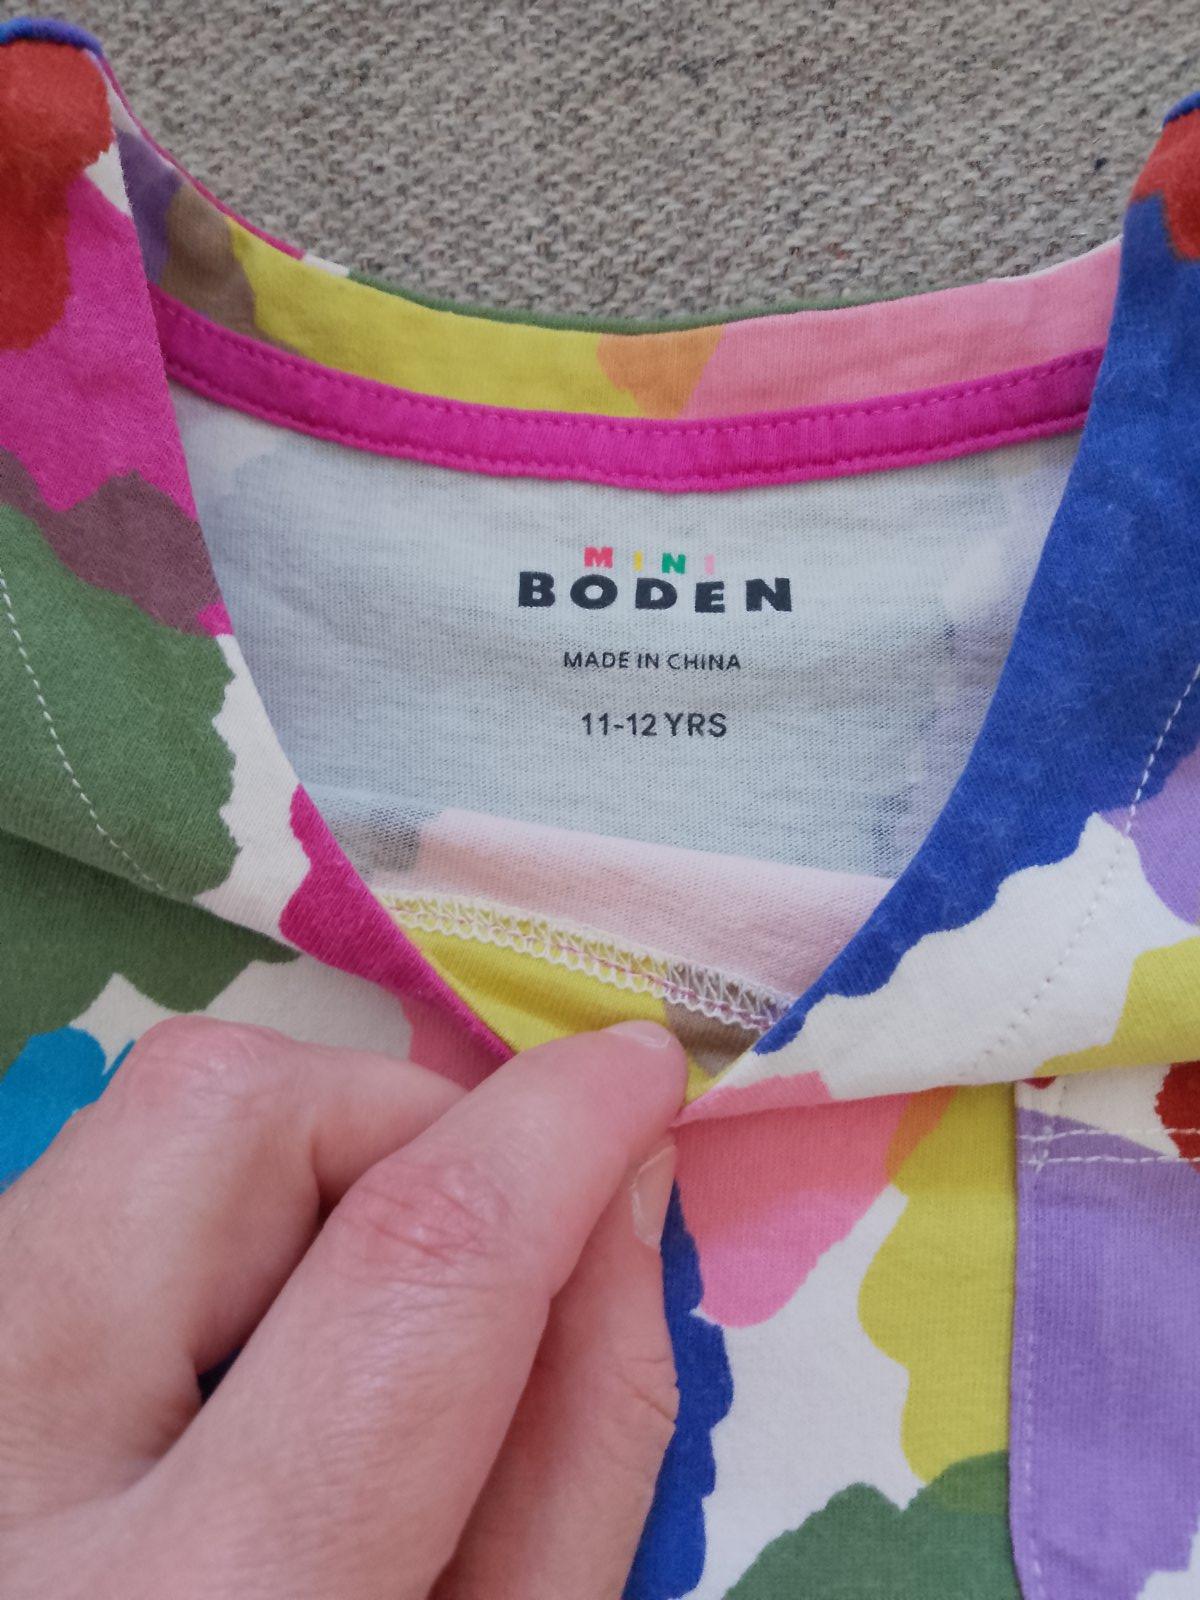 MINI
BODEN
MADE IN CHINA
11-12 YRS